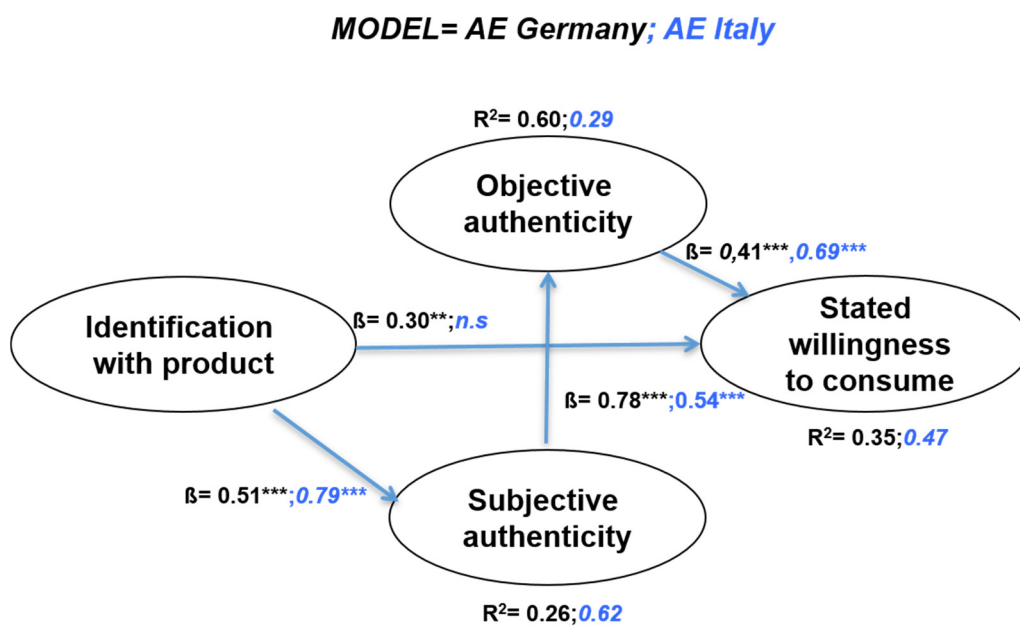 MODEL= AE Germany; AE Italy
R²= 0.60;0.29
Objective
authenticity
ß= 0,41***,0.69***
Identification
with product
ß= 0.30**;n.s
Stated
willingness
to consume
ß= 0.78***;0.54***
R²= 0.35;0.47
ß= 0.51***;0.79***
Subjective
authenticity
R²= 0.26;0.62